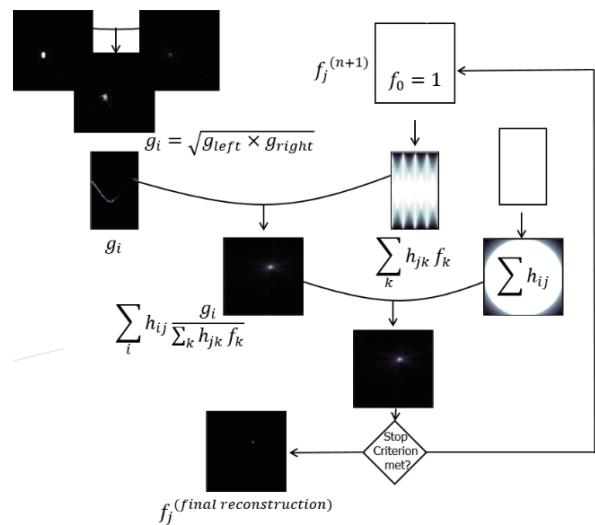 f_j^{(n+1)}
f_0 = 1
g_i = \sqrt{g_{left} × g_{right}}
g_i
\sum_k h_{jk} f_k
\sum h_{ij}
\sum_i h_{ij} \frac{g_i}{\sum_k h_{jk} f_k}
Stop
Criterion
met?
f_j^{(final reconstruction)}